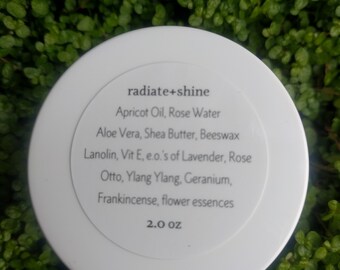 radiate+shine
Apricot Oil, Rose Water
Aloe Vera, Shea Butter, Beeswax
Lanolin, Vit E, e.o.'s of Lavender, Rose
Otto, Ylang Ylang, Geranium,
Frankincense, flower essences
2.0 oz